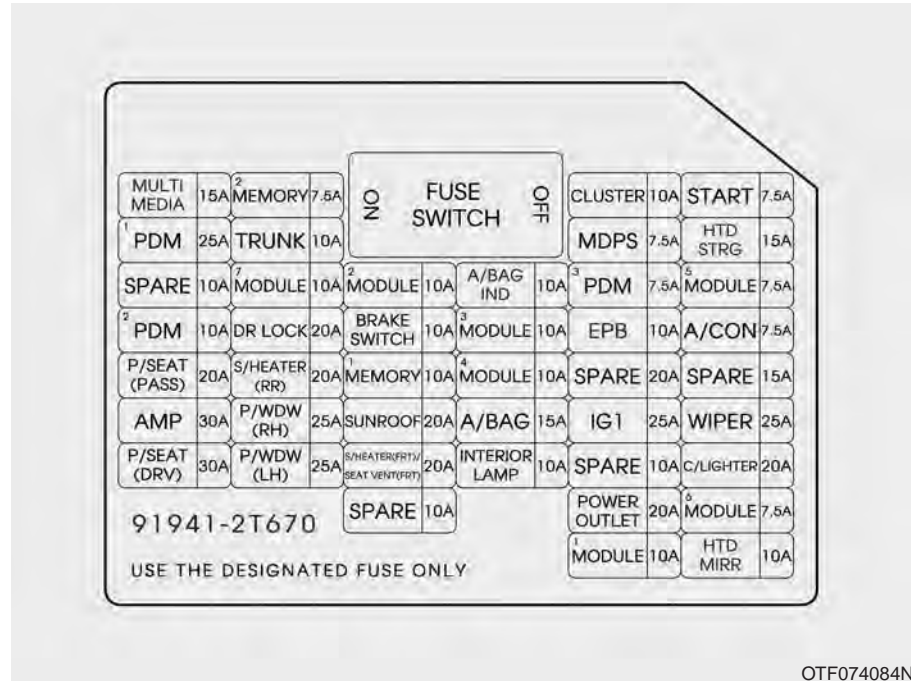 MULTI MEDIA 15A 2 MEMORY 7.5A ON FUSE SWITCH OFF CLUSTER 10A START 7.5A
1 PDM 25A TRUNK 10A MDPS 7.5A HTD STRG 15A
SPARE 10A 7 MODULE 10A 2 MODULE 10A A/BAG IND 10A 3 PDM 7.5A 5 MODULE 7.5A
2 PDM 10A DR LOCK 20A BRAKE SWITCH 10A 3 MODULE 10A EPB 10A A/CON 7.5A
P/SEAT (PASS) 20A S/HEATER (RR) 20A 1 MEMORY 10A 4 MODULE 10A SPARE 20A SPARE 15A
AMP 30A P/WDW (RH) 25A SUNROOF 20A A/BAG 15A IG1 25A WIPER 25A
P/SEAT (DRV) 30A P/WDW (LH) 25A S/HEATER(FRT)/ SEAT VENT(FRT) 20A INTERIOR LAMP 10A SPARE 10A C/LIGHTER 20A
91941-2T670 SPARE 10A POWER OUTLET 20A 6 MODULE 7.5A
1 MODULE 10A HTD MIRR 10A
USE THE DESIGNATED FUSE ONLY
OTF074084N